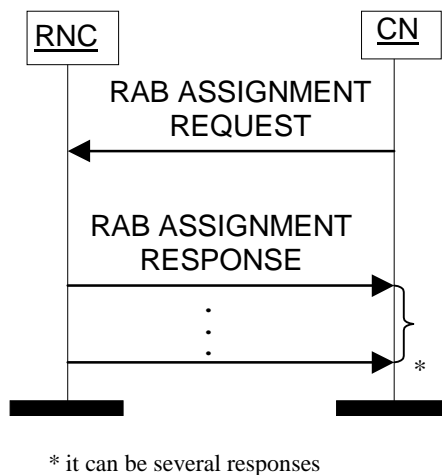 RNC
CN
RAB ASSIGNMENT
REQUEST
RAB ASSIGNMENT
RESPONSE
*
* it can be several responses